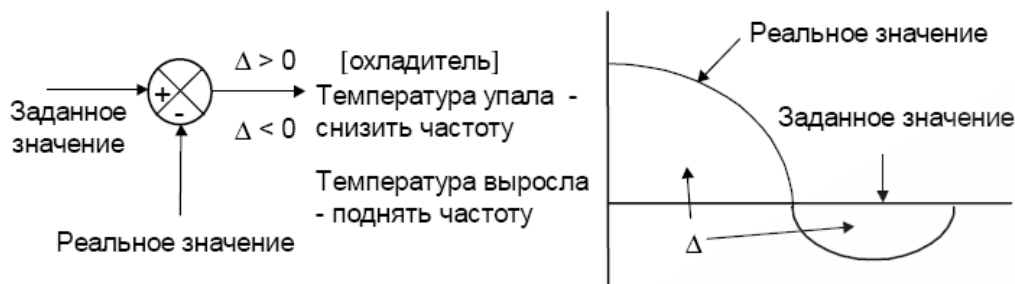 Δ > 0 [охладитель]
+
-
Заданное
значение
Δ < 0
Температура упала -
снизить частоту
Температура выросла
- поднять частоту
Реальное значение
Реальное значение
Заданное значение
Δ